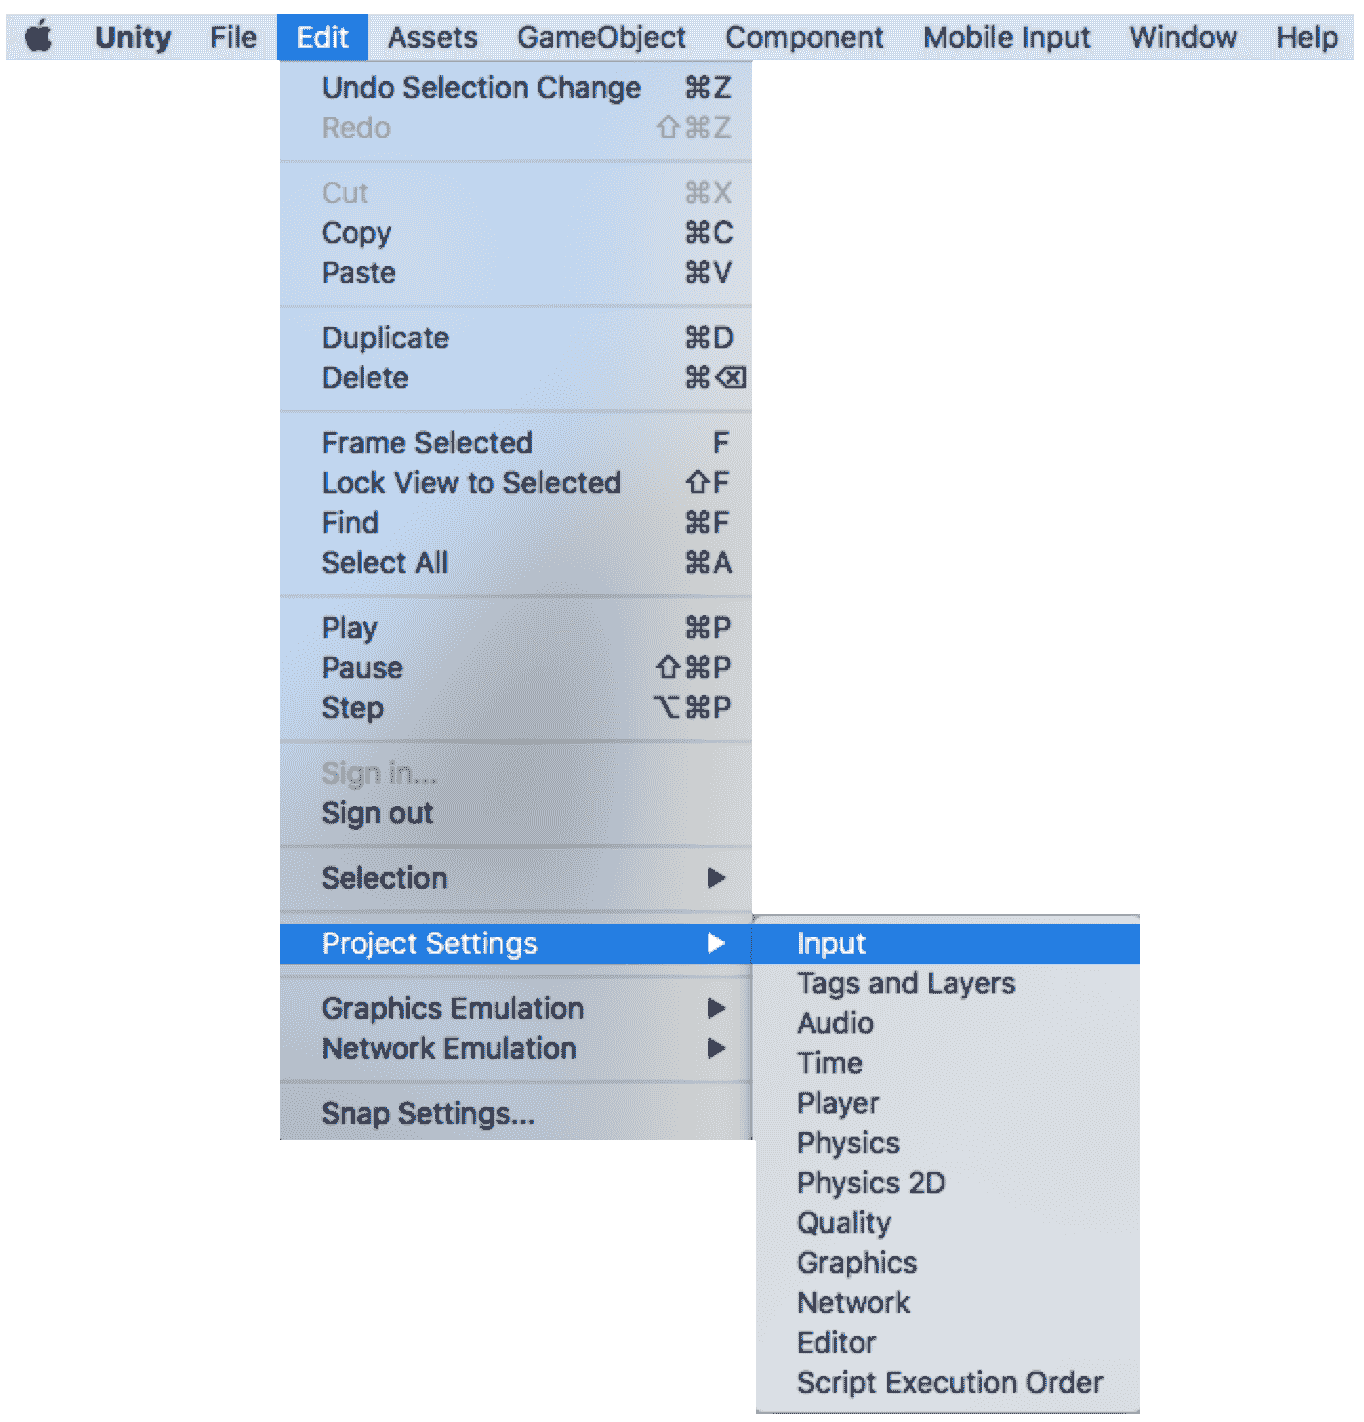 Unity File Edit Assets GameObject Component Mobile Input Window Help
Undo Selection Change ⌘Z
Redo ⇧⌘Z
Cut ⌘X
Copy ⌘C
Paste ⌘V
Duplicate ⌘D
Delete ⌘⌫
Frame Selected F
Lock View to Selected ⇧F
Find ⌘F
Select All ⌘A
Play ⌘P
Pause ⇧⌘P
Step ⌥⌘P
Sign in...
Sign out
Selection ▶
Project Settings ▶
Graphics Emulation ▶
Network Emulation ▶
Snap Settings...
Input
Tags and Layers
Audio
Time
Player
Physics
Physics 2D
Quality
Graphics
Network
Editor
Script Execution Order